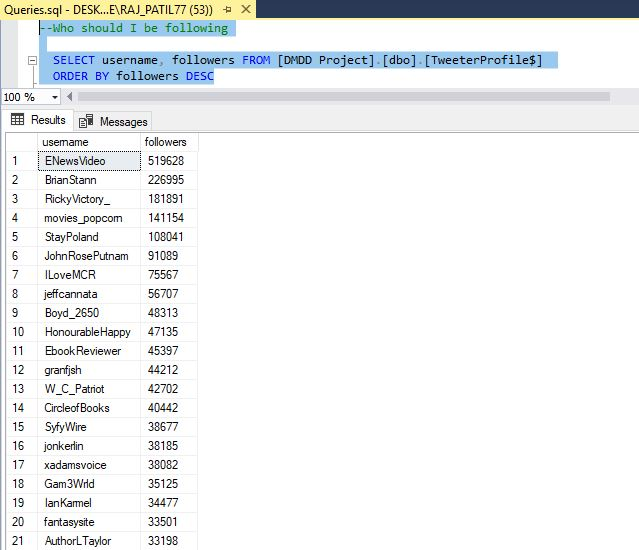 Queries.sql - DESK...E\RAJ_PATIL77 (53))
--Who should I be following
SELECT username, followers FROM [DMDD Project].[dbo].[TweeterProfile$]
ORDER BY followers DESC
100 %
Results Messages
username followers
1 ENewsVideo 519628
2 BrianStann 226995
3 RickyVictory_ 181891
4 movies_popcorn 141154
5 StayPoland 108041
6 JohnRosePutnam 91089
7 ILoveMCR 75567
8 jeffcannata 56707
9 Boyd_2650 48313
10 HonourableHappy 47135
11 EbookReviewer 45397
12 granfjsh 44212
13 W_C_Patriot 42702
14 CircleofBooks 40442
15 SyfyWire 38677
16 jonkerlin 38185
17 xadamsvoice 38082
18 Gam3Wrld 35125
19 IanKarmel 34477
20 fantasysite 33501
21 AuthorLTaylor 33198